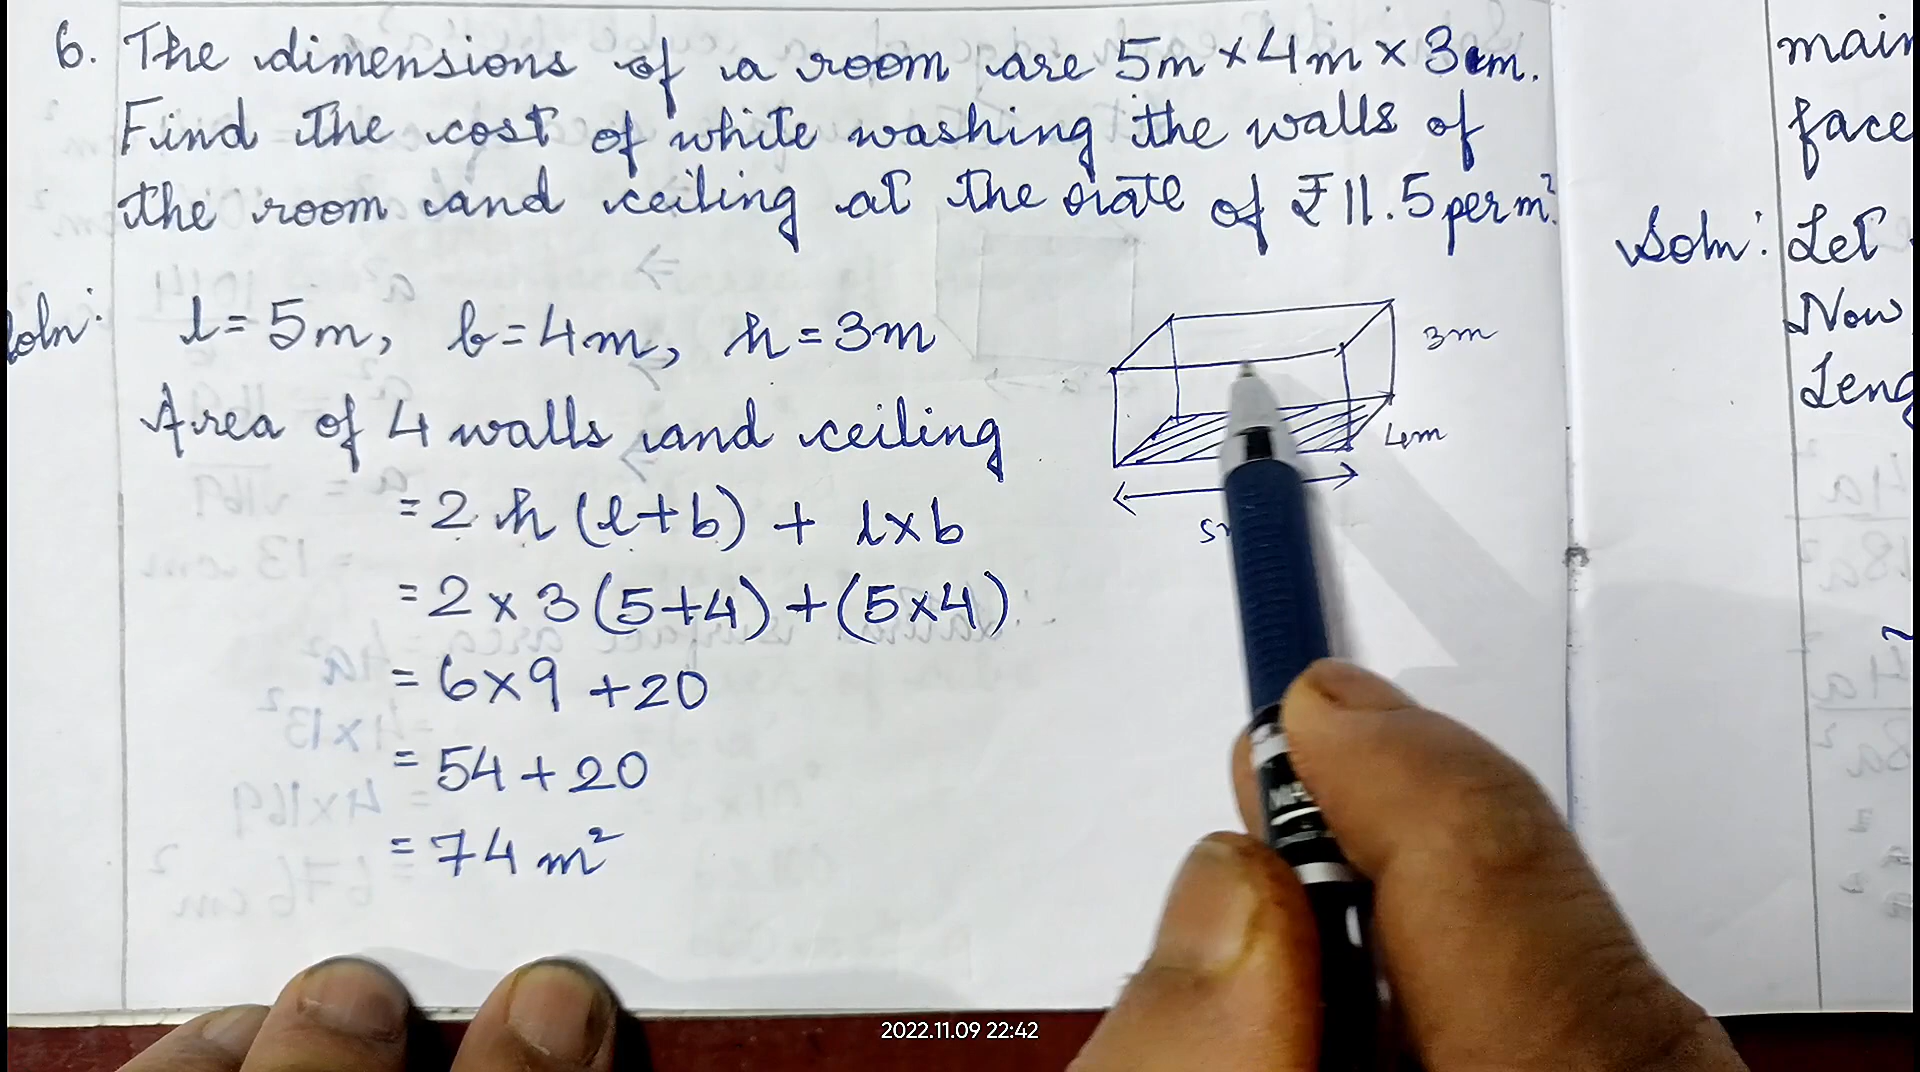 6. The dimensions of a room are 5m × 4m × 3m.
Find the cost of white washing the walls of
the room and ceiling at the rate of ₹11.5 per m².
Soln:
l = 5m, b = 4m, h = 3m
Area of 4 walls and ceiling
= 2 h (l+b) + l×b
= 2 × 3 (5+4) + (5×4)
= 6×9 + 20
= 54 + 20
= 74 m²
3m
4m
Soln: Let
Now
face
2022.11.09 22:42